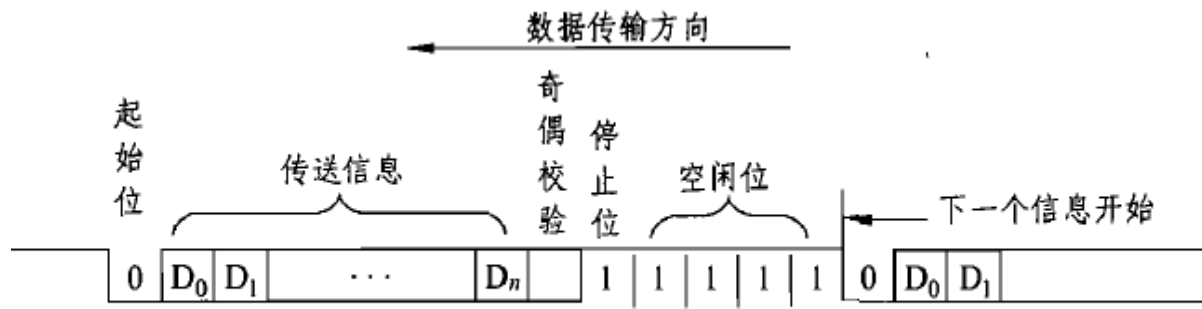 数据传输方向
起始位
传送信息
奇偶校验
停止位
空闲位
下一个信息开始
0 D₀ D₁ ··· Dₙ 1 1 1 1 1 0 D₀ D₁